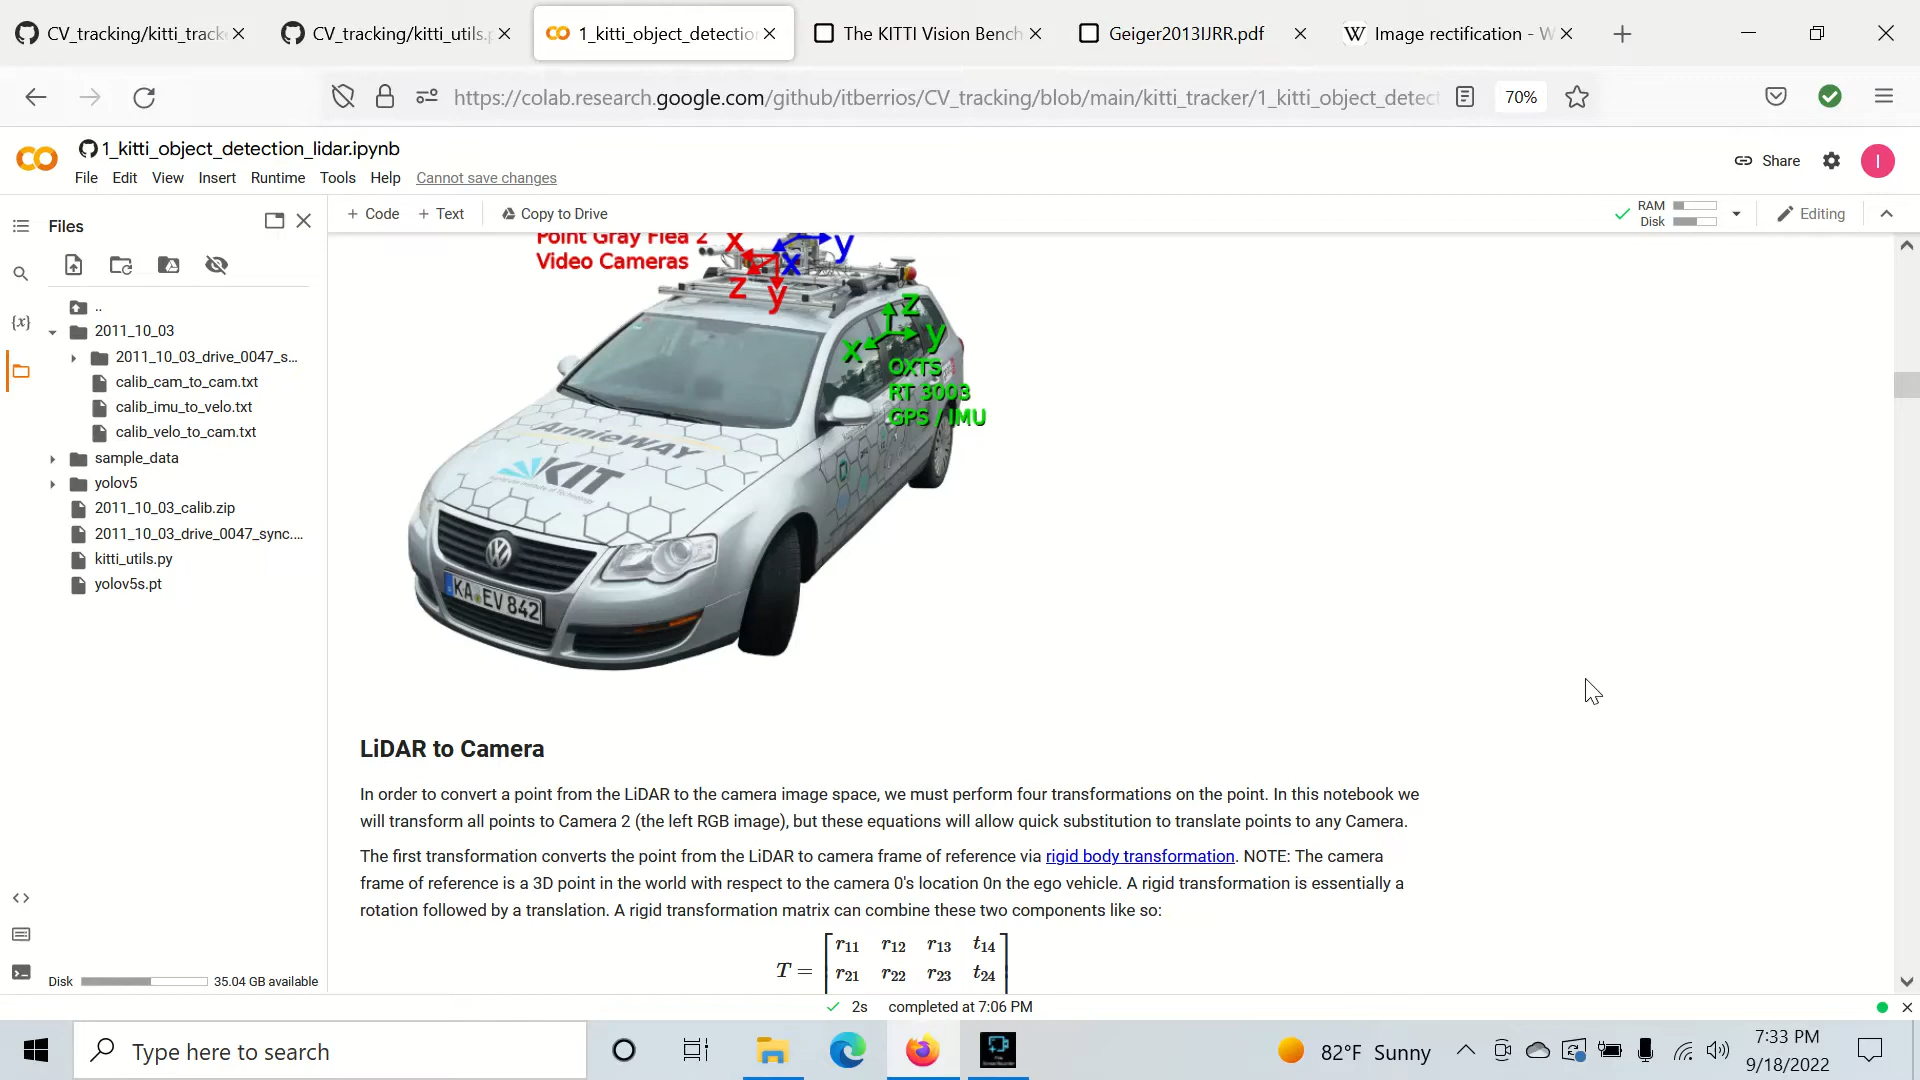 CV_tracking/kitti_track
CV_tracking/kitti_utils.p
1_kitti_object_detectio
The KITTI Vision Bench
Geiger2013IJRR.pdf
Image rectification - W
https://colab.research.google.com/github/itberrios/CV_tracking/blob/main/kitti_tracker/1_kitti_object_detect
70%
1_kitti_object_detection_lidar.ipynb
File Edit View Insert Runtime Tools Help Cannot save changes
Share
I
Files
+ Code + Text Copy to Drive
RAM
Disk
Editing
..
2011_10_03
2011_10_03_drive_0047_s...
calib_cam_to_cam.txt
calib_imu_to_velo.txt
calib_velo_to_cam.txt
sample_data
yolov5
2011_10_03_calib.zip
2011_10_03_drive_0047_sync....
kitti_utils.py
yolov5s.pt
{x}
Disk 35.04 GB available
Point Gray Flea 2
Video Cameras
x
z
y
x
y
z
y
x
OXTS
RT 3003
GPS / IMU
AnnieWAY
KIT
KA EV 842
LiDAR to Camera
In order to convert a point from the LiDAR to the camera image space, we must perform four transformations on the point. In this notebook we
will transform all points to Camera 2 (the left RGB image), but these equations will allow quick substitution to translate points to any Camera.
The first transformation converts the point from the LiDAR to camera frame of reference via rigid body transformation. NOTE: The camera
frame of reference is a 3D point in the world with respect to the camera 0's location 0n the ego vehicle. A rigid transformation is essentially a
rotation followed by a translation. A rigid transformation matrix can combine these two components like so:
T = r11 r12 r13 t14
r21 r22 r23 t24
2s completed at 7:06 PM
Type here to search
82°F Sunny
7:33 PM
9/18/2022